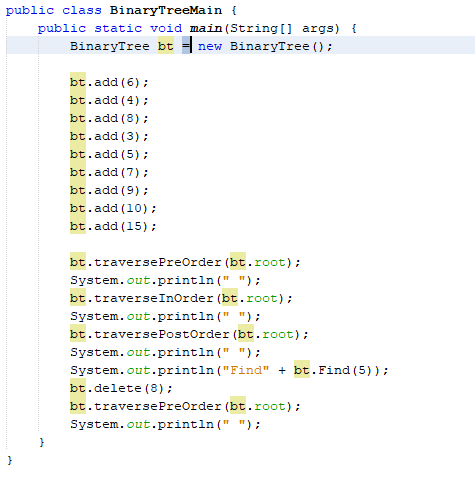 public class BinaryTreeMain {
    public static void main(String[] args) {
        BinaryTree bt = new BinaryTree();

        bt.add(6);
        bt.add(4);
        bt.add(8);
        bt.add(3);
        bt.add(5);
        bt.add(7);
        bt.add(9);
        bt.add(10);
        bt.add(15);

        bt.traversePreOrder(bt.root);
        System.out.println(" ");
        bt.traverseInOrder(bt.root);
        System.out.println(" ");
        bt.traversePostOrder(bt.root);
        System.out.println(" ");
        System.out.println("Find" + bt.Find(5));
        bt.delete(8);
        bt.traversePreOrder(bt.root);
        System.out.println(" ");
    }
}